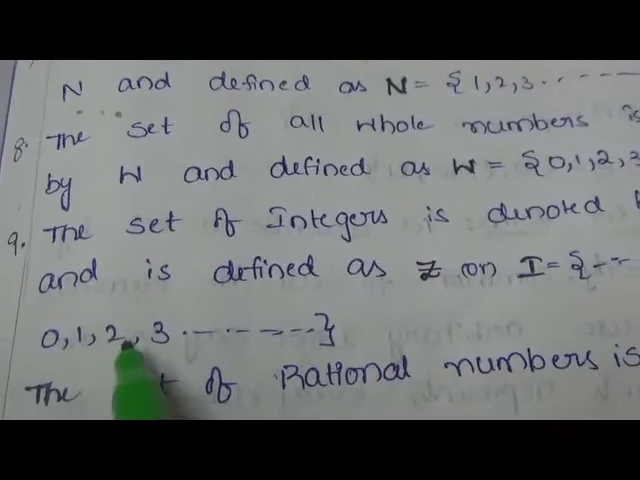 N and defined as N = {1,2,3.------
8. The set of all whole numbers is
by W and defined as W = {0,1,2,3
9. The set of Integers is denoted
and is defined as Z or I = {---
0,1,2,3.-------}
The of Rational numbers is